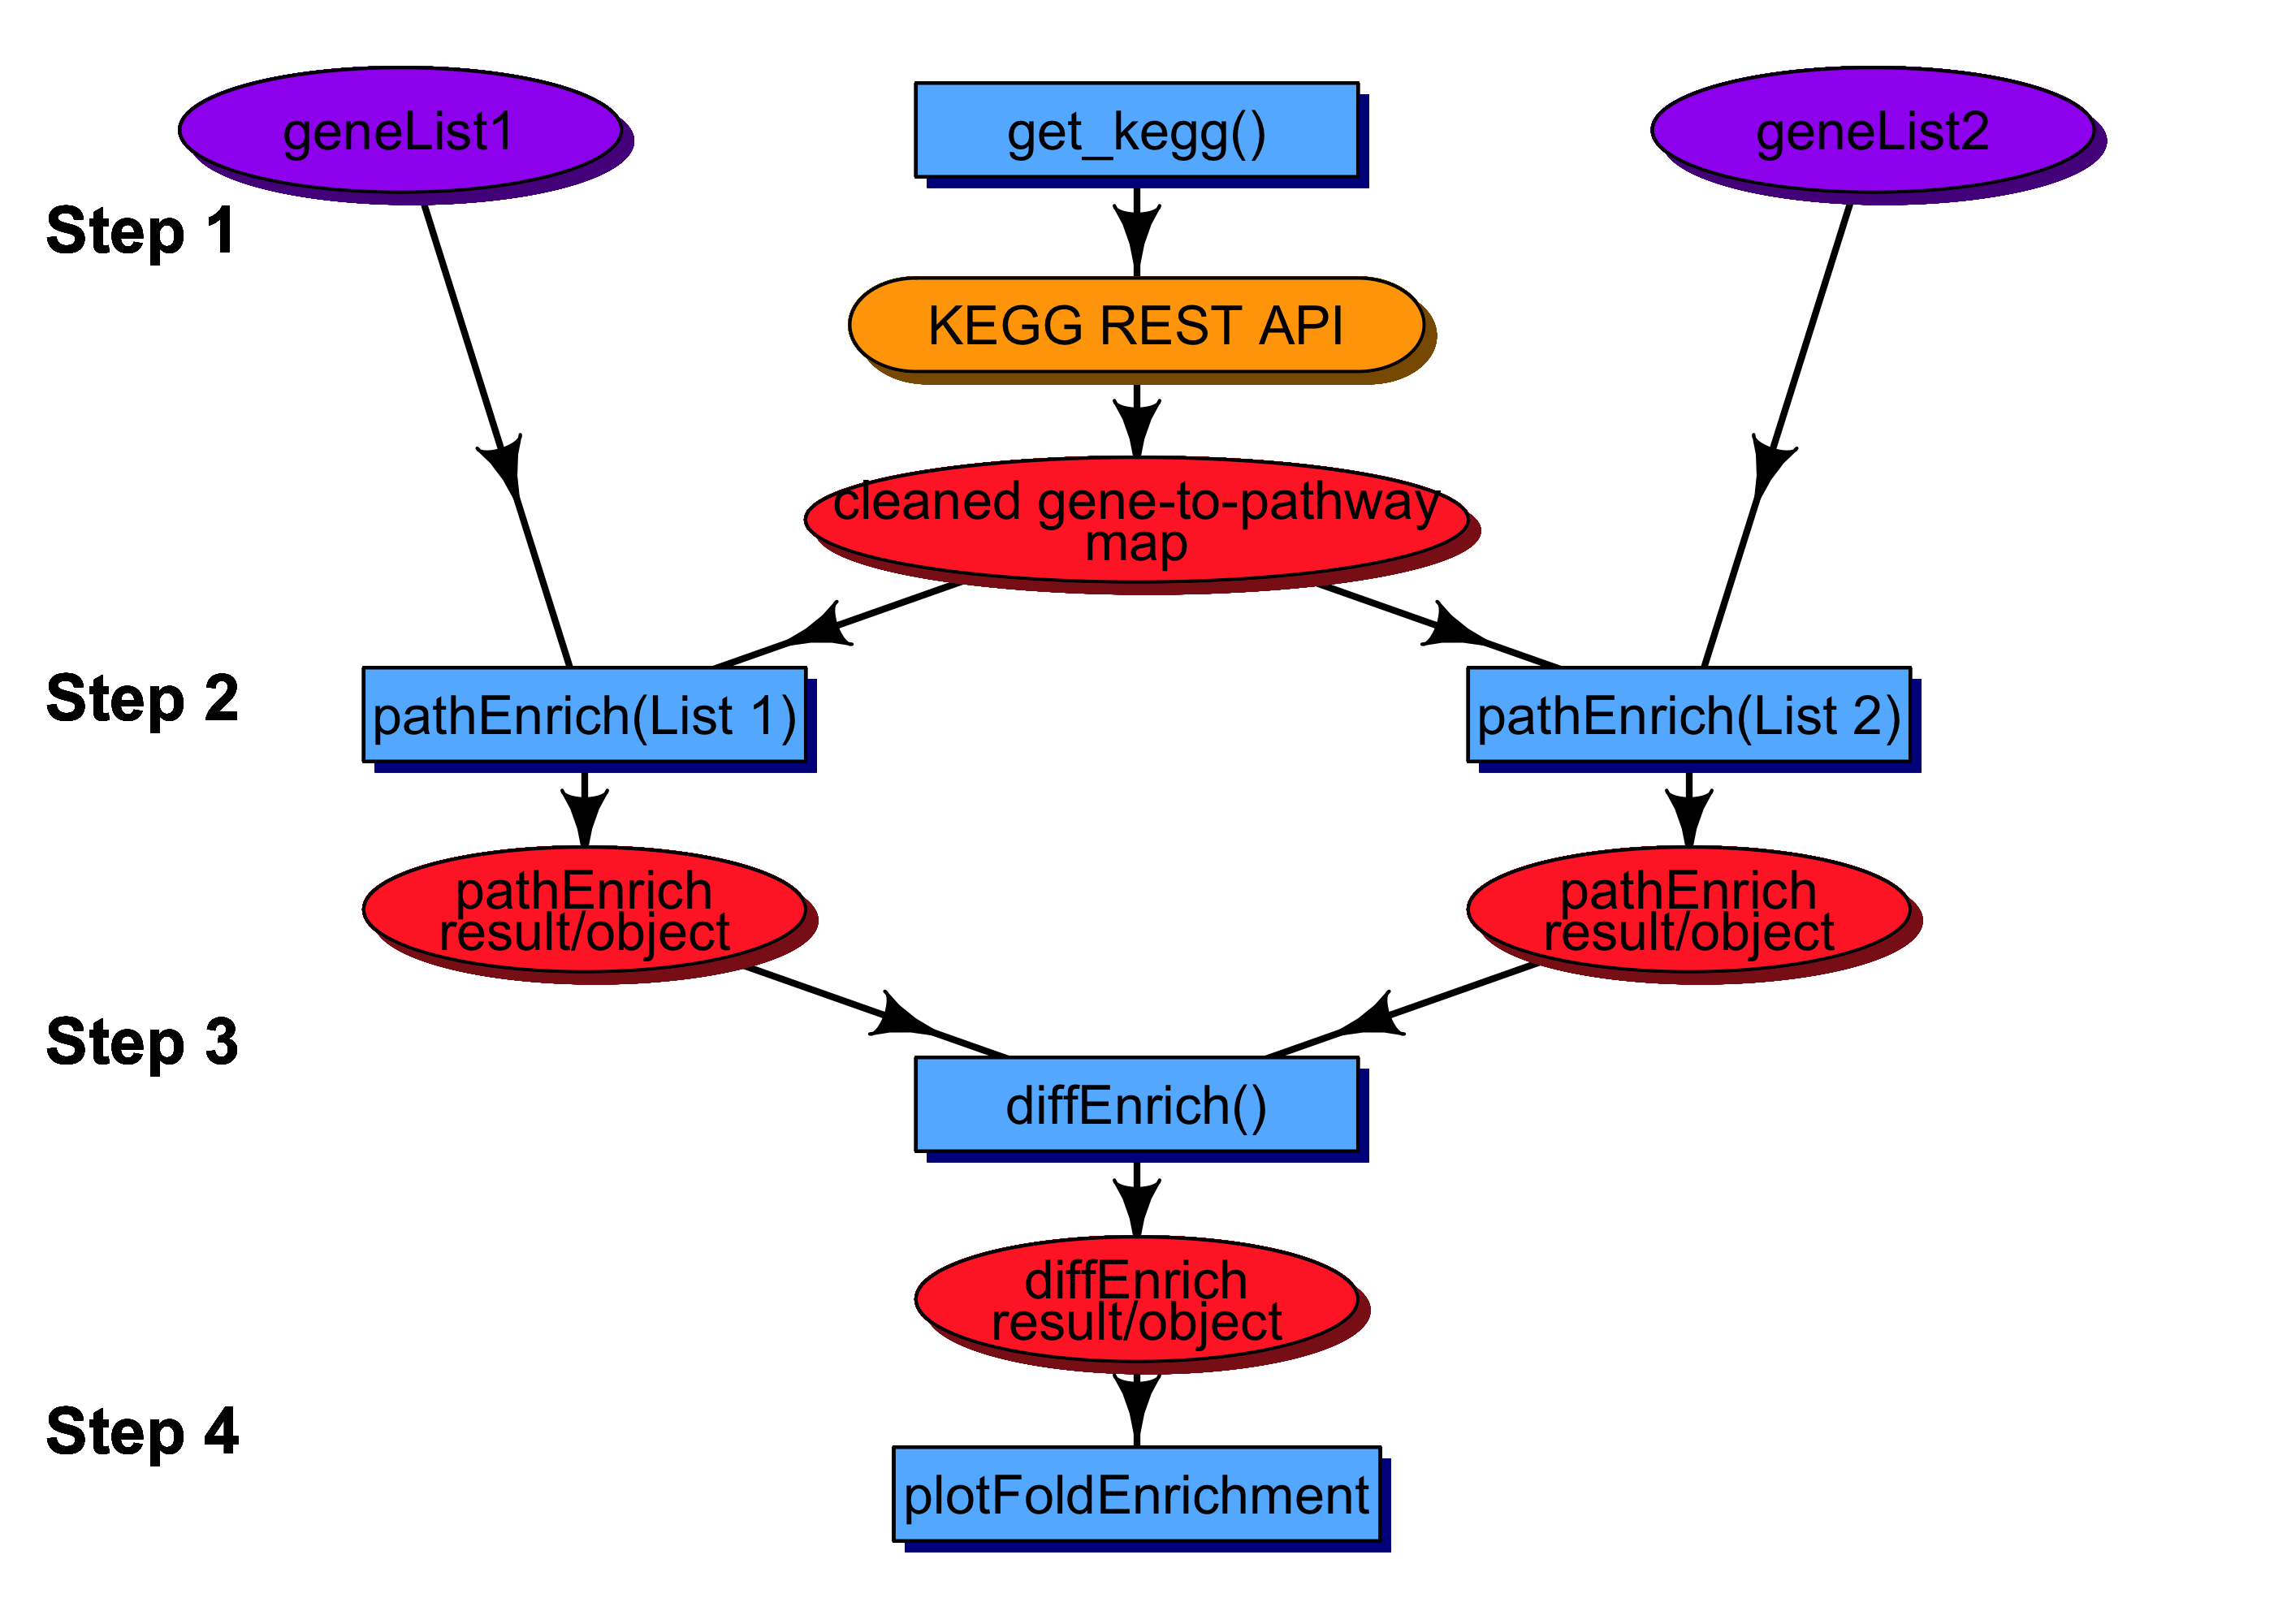 geneList1
get_kegg()
geneList2
Step 1
KEGG REST API
cleaned gene-to-pathway
map
Step 2
pathEnrich(List 1)
pathEnrich(List 2)
pathEnrich
result/object
pathEnrich
result/object
Step 3
diffEnrich()
diffEnrich
result/object
Step 4
plotFoldEnrichment